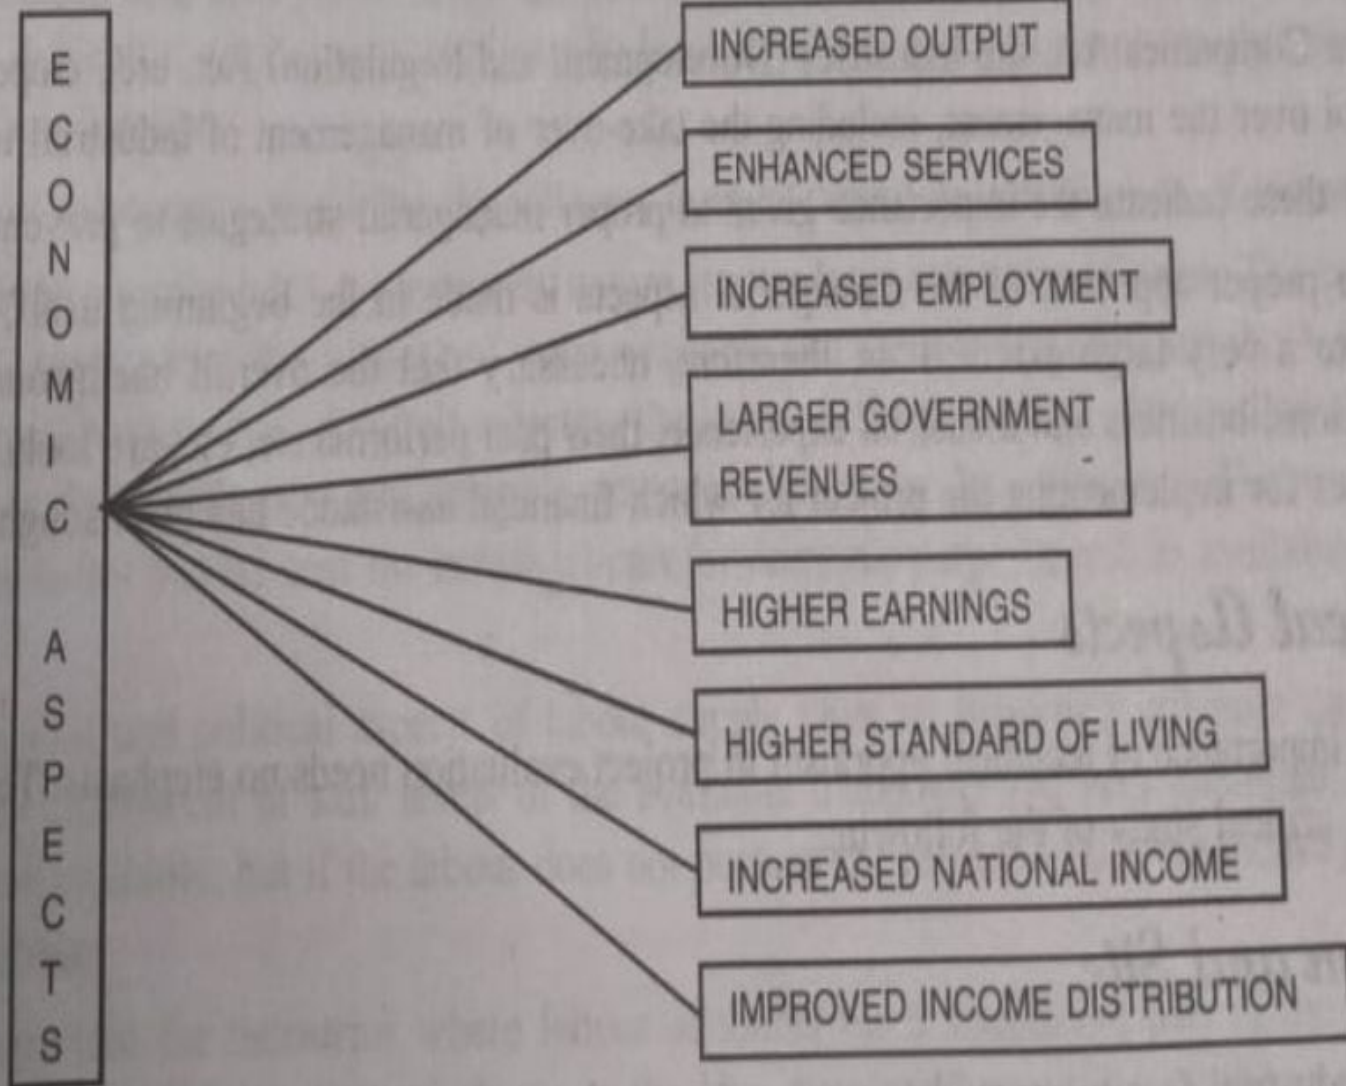 ECONOMIC ASPECTS
INCREASED OUTPUT
ENHANCED SERVICES
INCREASED EMPLOYMENT
LARGER GOVERNMENT
REVENUES
HIGHER EARNINGS
HIGHER STANDARD OF LIVING
INCREASED NATIONAL INCOME
IMPROVED INCOME DISTRIBUTION